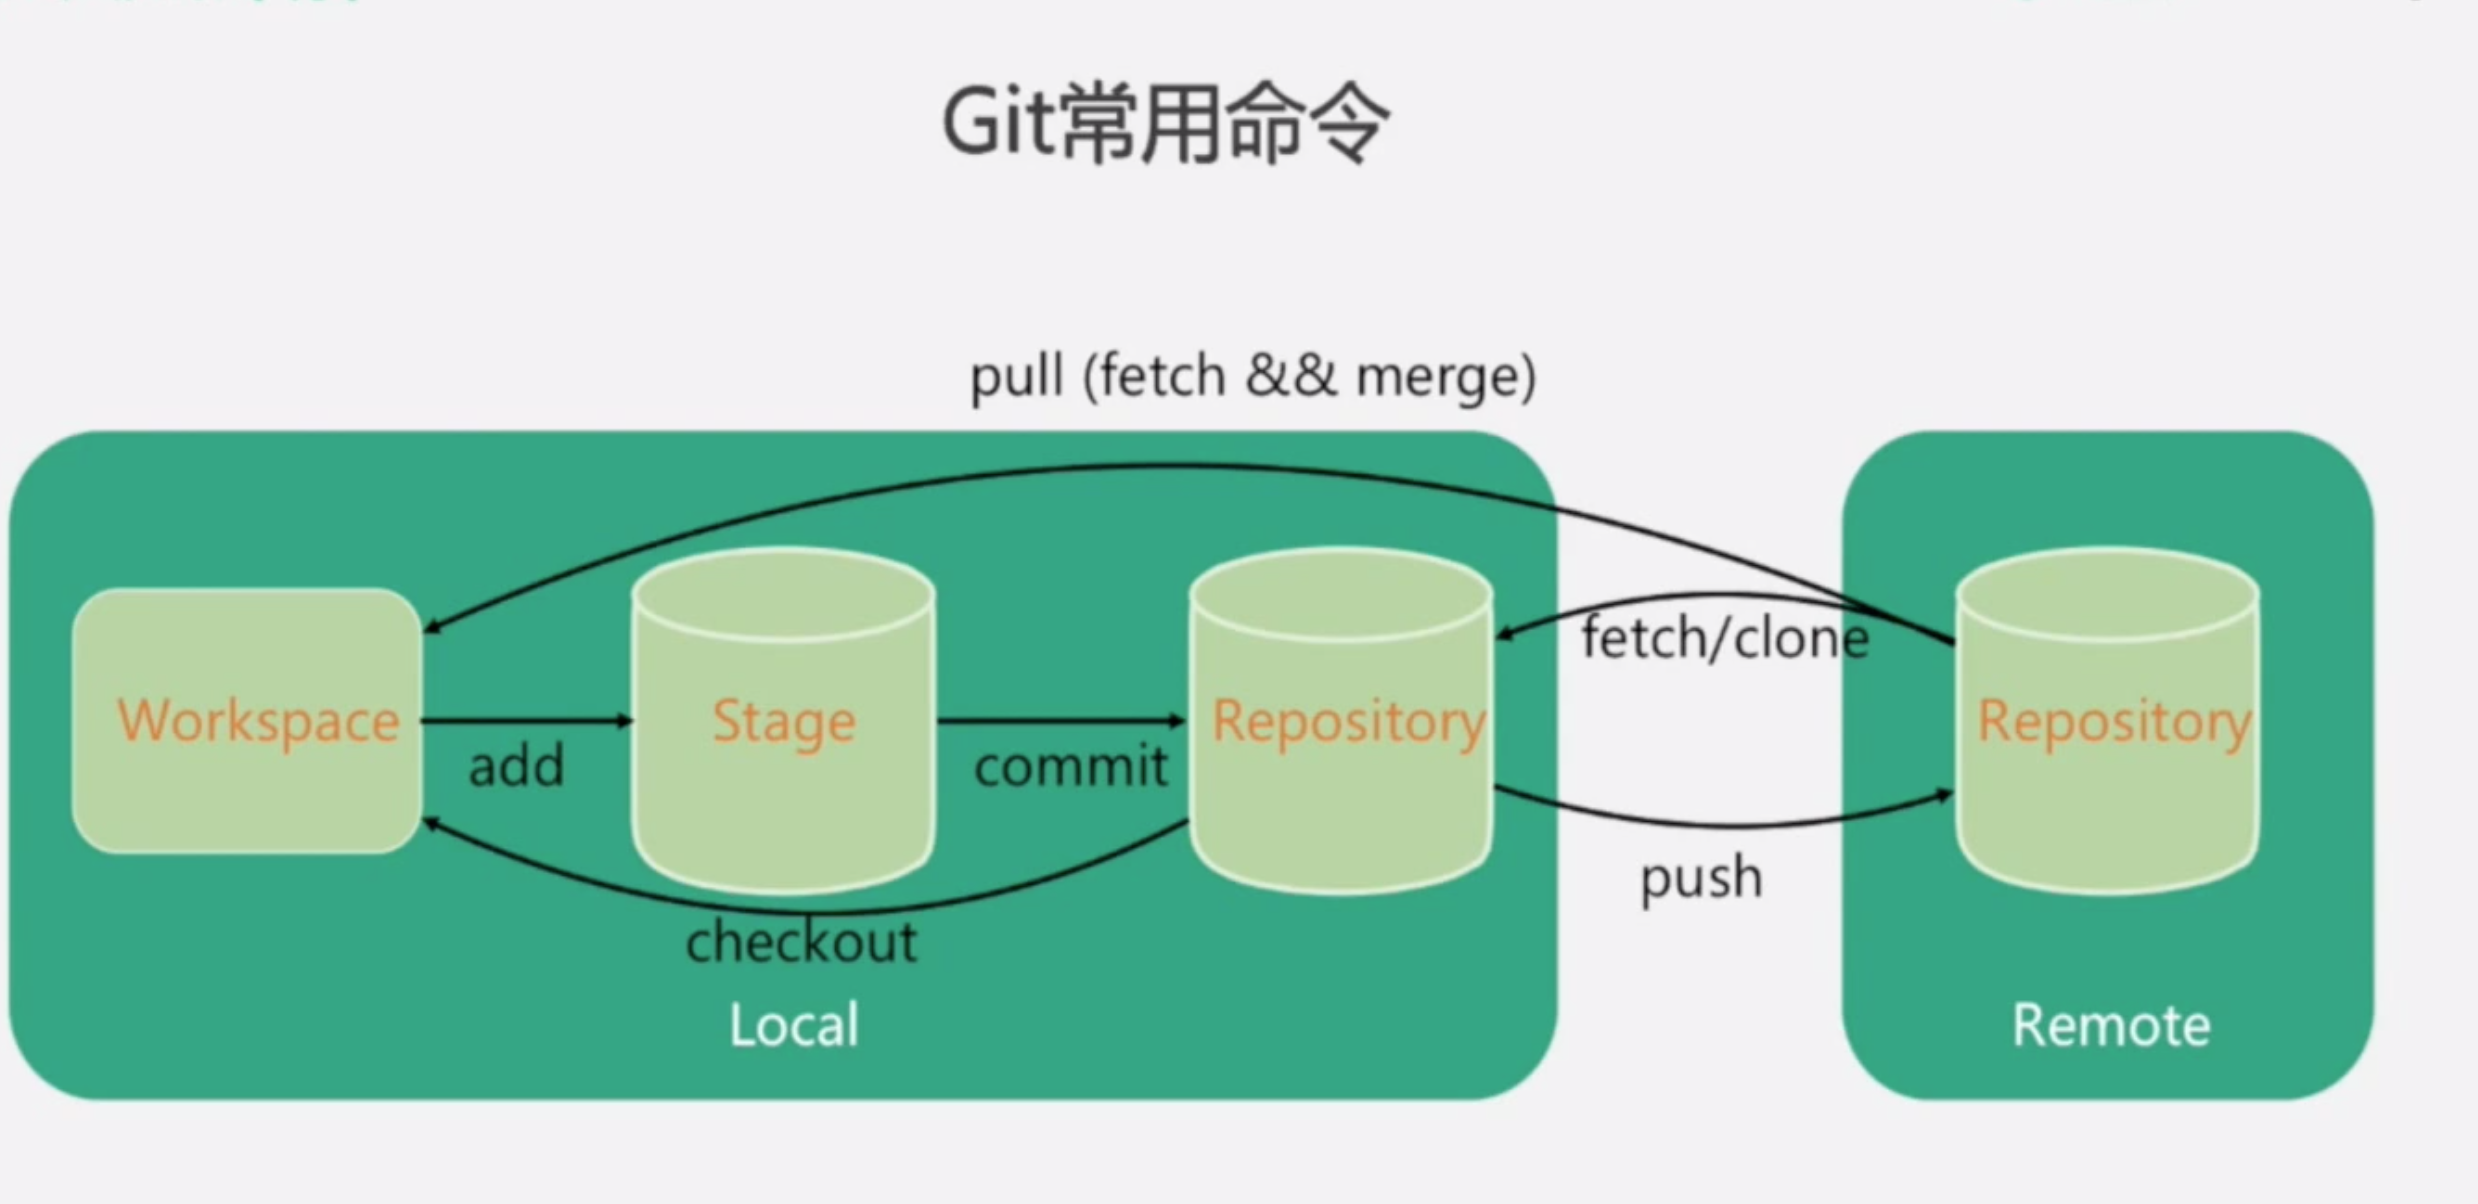 Git常用命令
pull (fetch && merge)
fetch/clone
Workspace
add
Stage
commit
Repository
Repository
push
checkout
Local
Remote